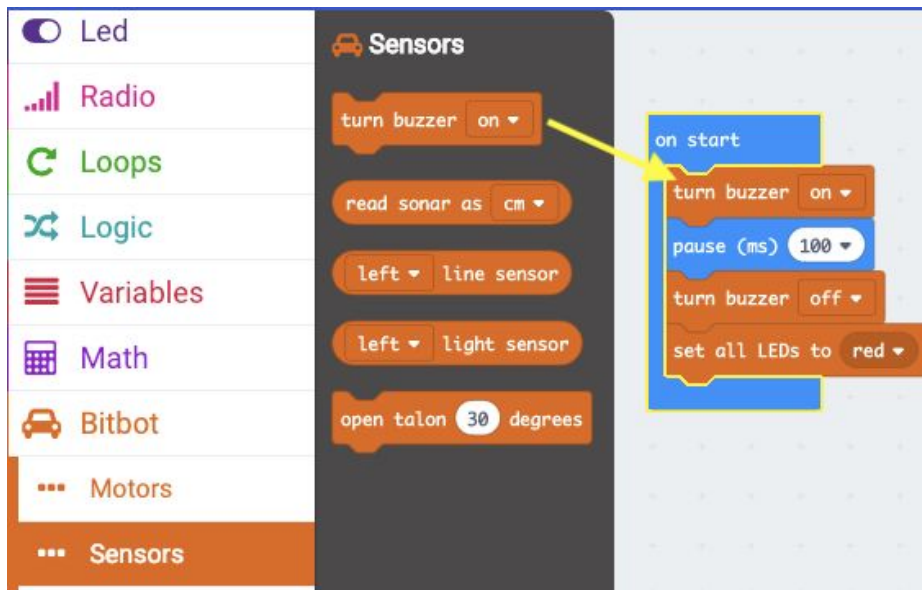 Led
Radio
Loops
Logic
Variables
Math
Bitbot
Motors
Sensors
Sensors
turn buzzer on
read sonar as cm
left line sensor
left light sensor
open talon 30 degrees
on start
turn buzzer on
pause (ms) 100
turn buzzer off
set all LEDs to red